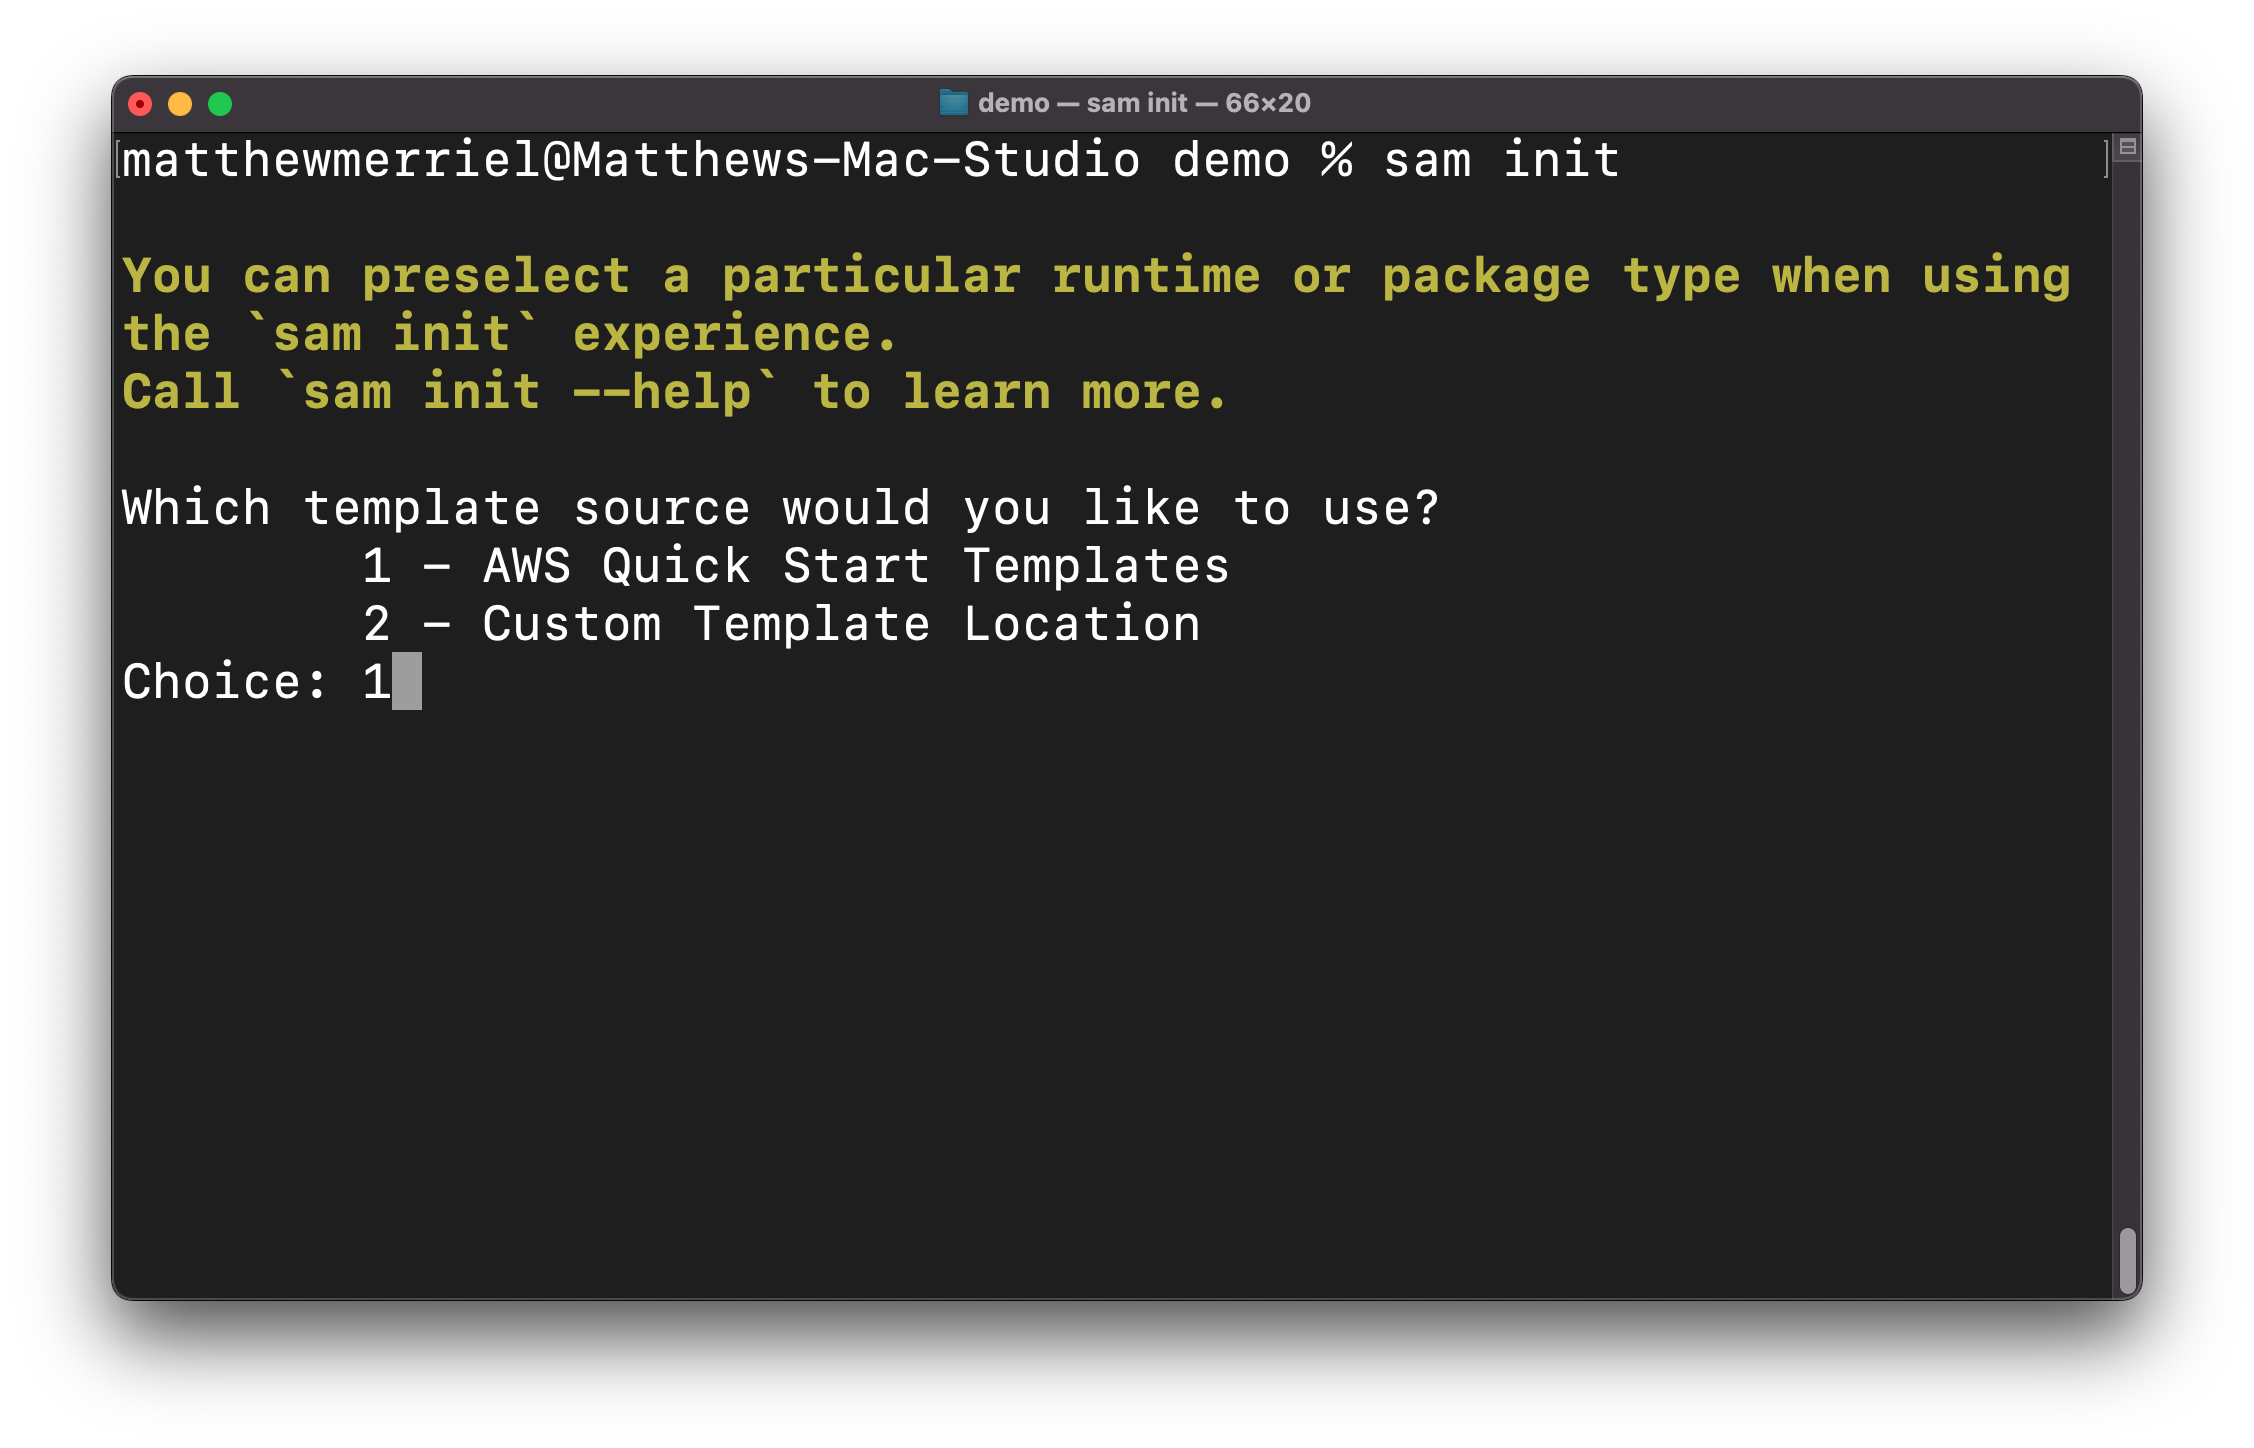 demo — sam init — 66×20
matthewmerriel@Matthews-Mac-Studio demo % sam init
You can preselect a particular runtime or package type when using
the `sam init` experience.
Call `sam init --help` to learn more.
Which template source would you like to use?
1 - AWS Quick Start Templates
2 - Custom Template Location
Choice: 1